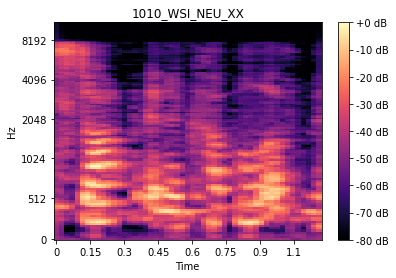 1010_WSI_NEU_XX
8192
4096
2048
1024
512
0
Hz
0 0.15 0.3 0.45 0.6 0.75 0.9 1.1
Time
+0 dB
-10 dB
-20 dB
-30 dB
-40 dB
-50 dB
-60 dB
-70 dB
-80 dB